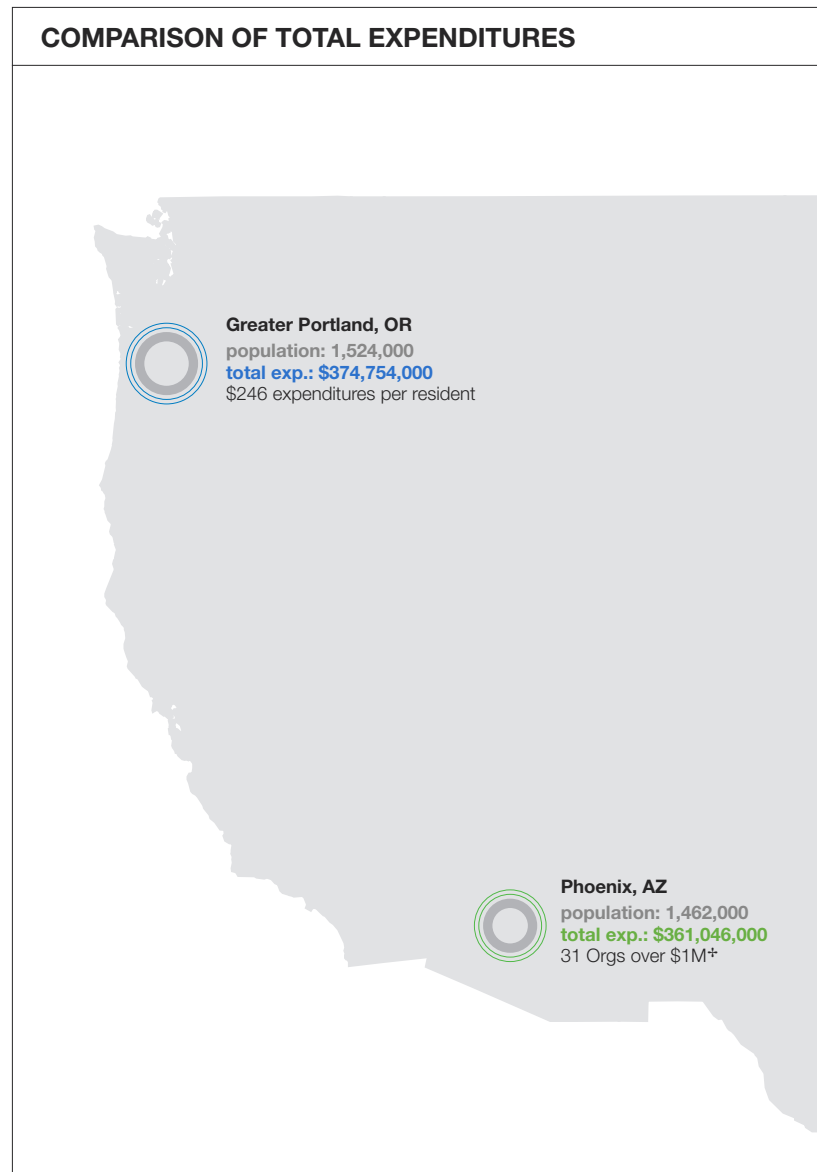 COMPARISON OF TOTAL EXPENDITURES
Greater Portland, OR
population: 1,524,000
total exp.: $374,754,000
$246 expenditures per resident
Phoenix, AZ
population: 1,462,000
total exp.: $361,046,000
31 Orgs over $1M✢